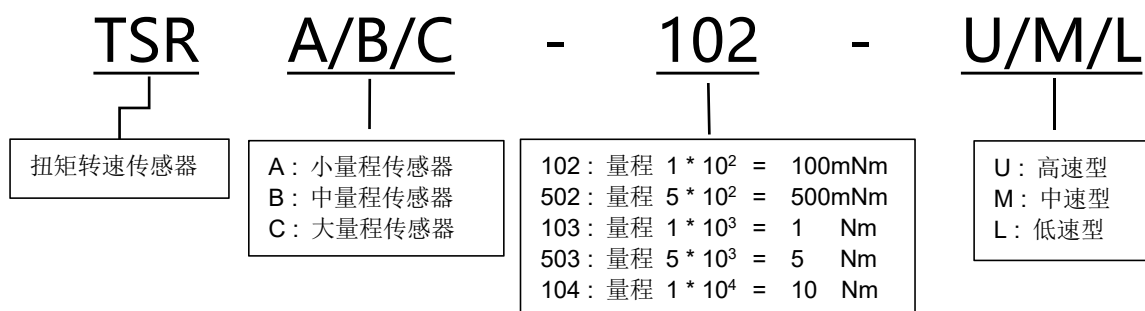 TSR A/B/C - 102 - U/M/L
扭矩转速传感器
A : 小量程传感器
B : 中量程传感器
C : 大量程传感器
102 : 量程 1 * 10² = 100mNm
502 : 量程 5 * 10² = 500mNm
103 : 量程 1 * 10³ = 1 Nm
503 : 量程 5 * 10³ = 5 Nm
104 : 量程 1 * 10⁴ = 10 Nm
U : 高速型
M : 中速型
L : 低速型